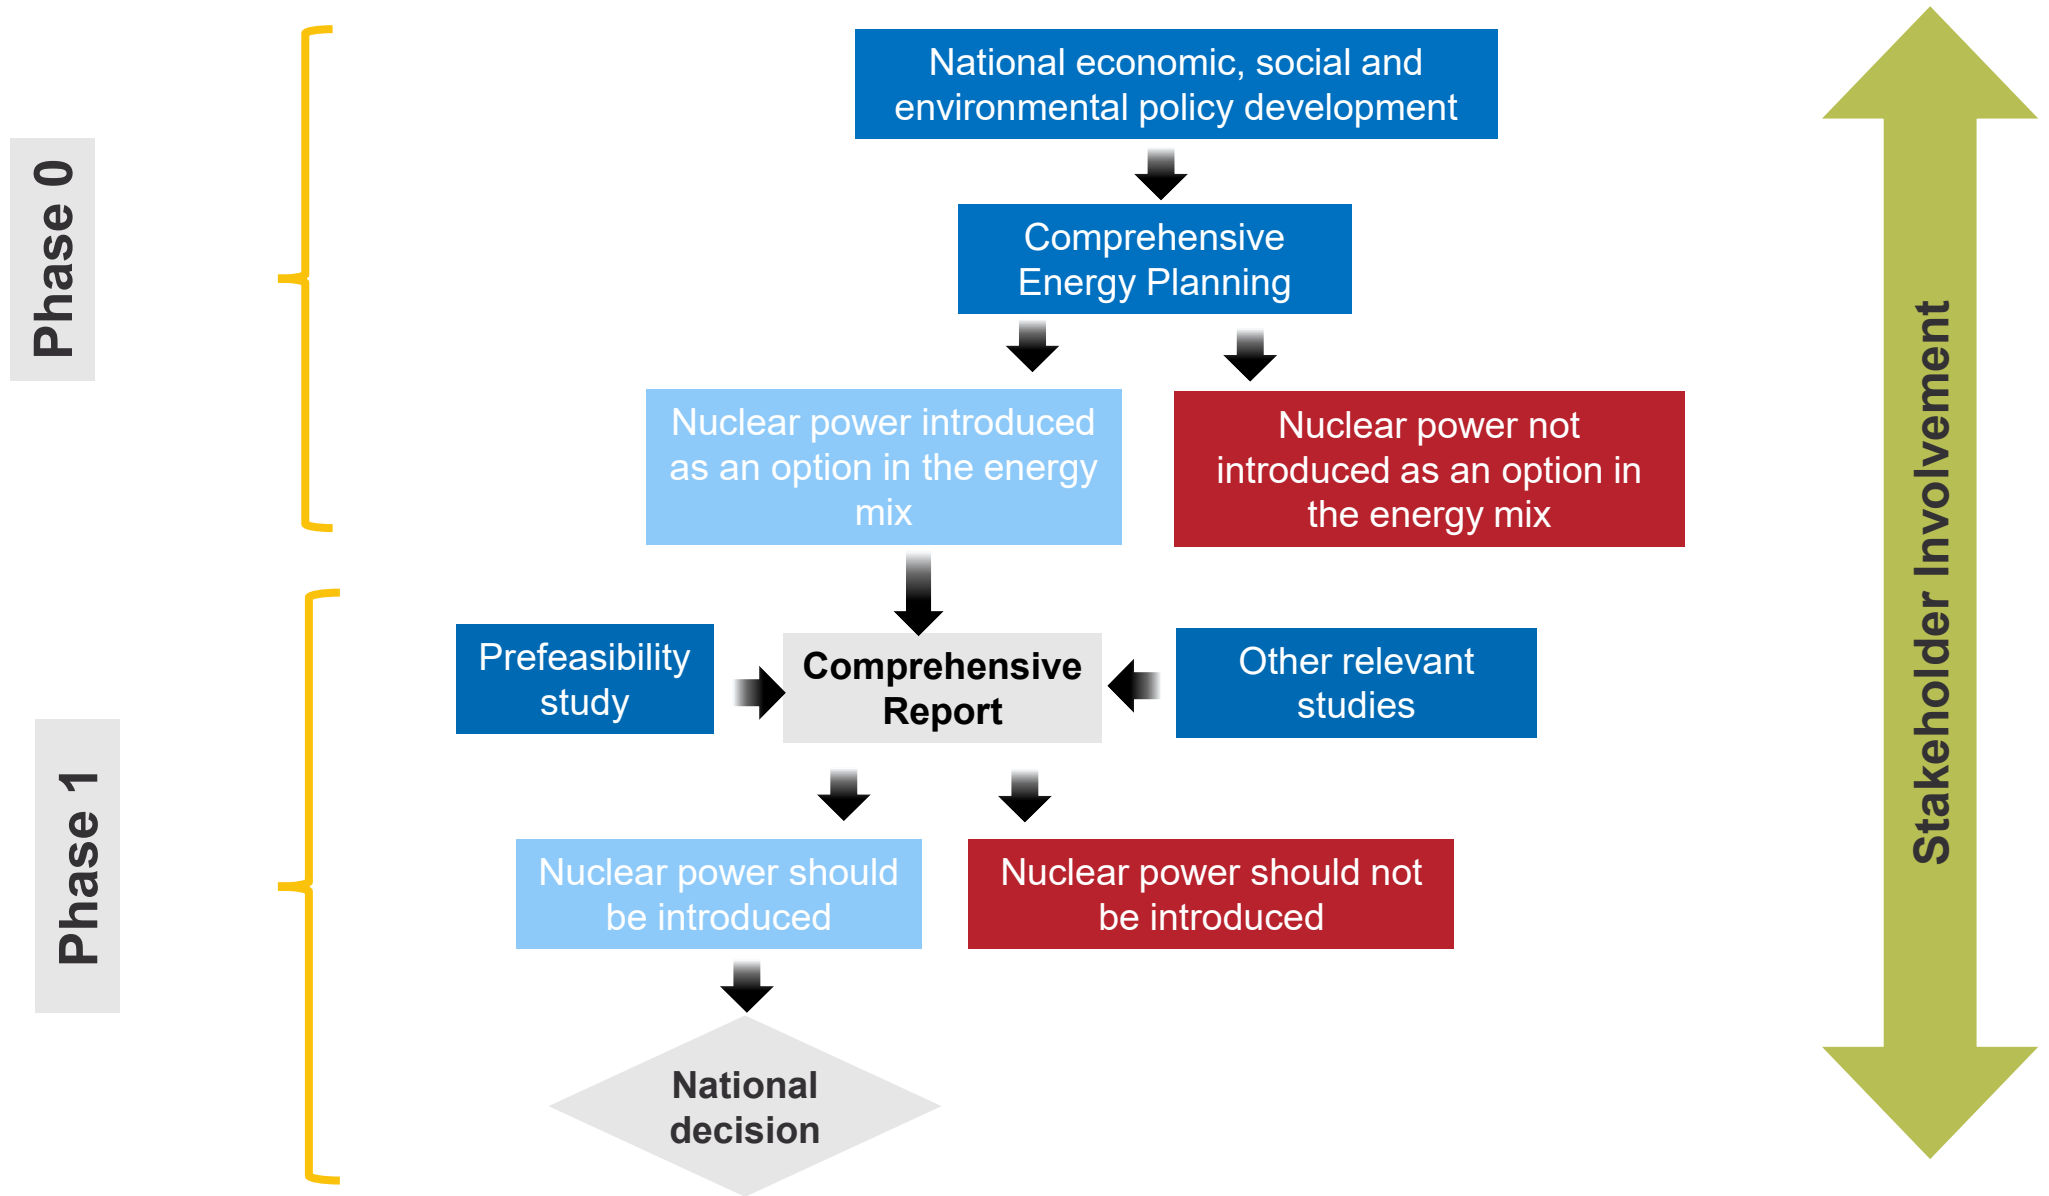 Phase 0
National economic, social and
environmental policy development
Comprehensive
Energy Planning
Nuclear power introduced
as an option in the energy
mix
Nuclear power not
introduced as an option in
the energy mix
Stakeholder Involvement
Phase 1
Prefeasibility
study
Comprehensive
Report
Other relevant
studies
Nuclear power should
be introduced
Nuclear power should not
be introduced
National
decision